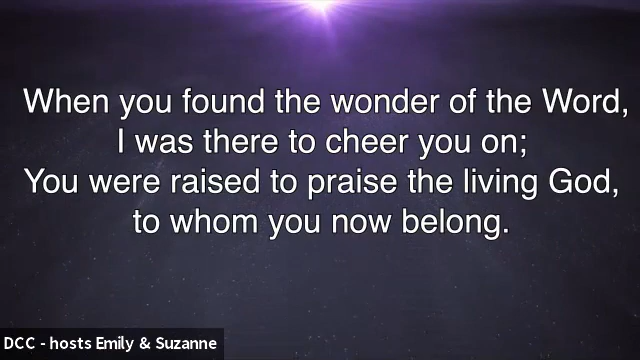 When you found the wonder of the Word,
I was there to cheer you on;
You were raised to praise the living God,
to whom you now belong.
DCC - hosts Emily & Suzanne